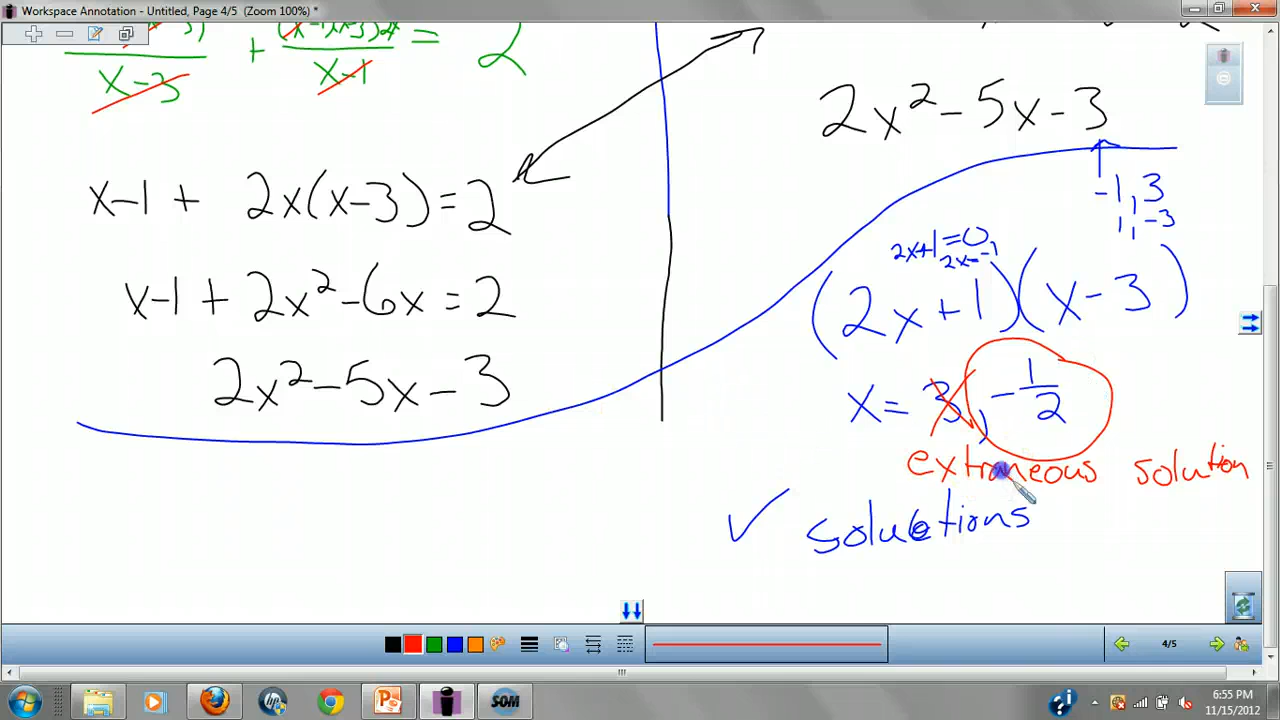 Workspace Annotation - Untitled, Page 4/5 (Zoom 100%) *
+ = 2
x-3 x-1
x-1 + 2x(x-3) = 2
x-1 + 2x²-6x = 2
2x²-5x-3
2x²-5x-3
-1, 3
1, -3
2x+1=0
2x=-1
(2x+1)(x-3)
x= 3, -1/2
extraneous solution
✓ solutions
4/5
SOM
6:55 PM
11/15/2012